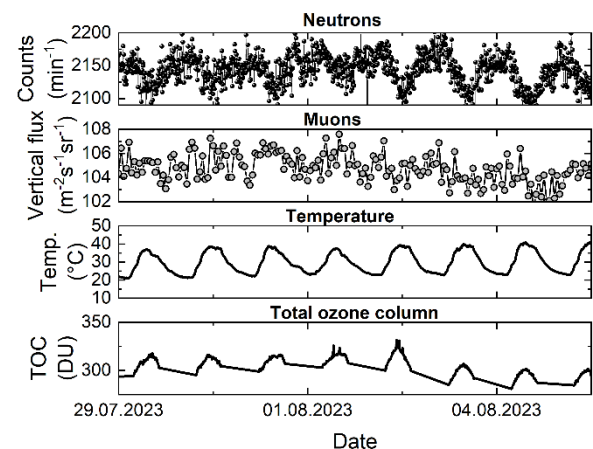 Neutrons
Counts
(min⁻¹)
2200
2150
2100
Muons
Vertical flux
(m⁻²s⁻¹sr⁻¹)
108
106
104
102
Temperature
Temp.
(°C)
50
40
30
20
10
Total ozone column
TOC
(DU)
350
300
29.07.2023
01.08.2023
04.08.2023
Date